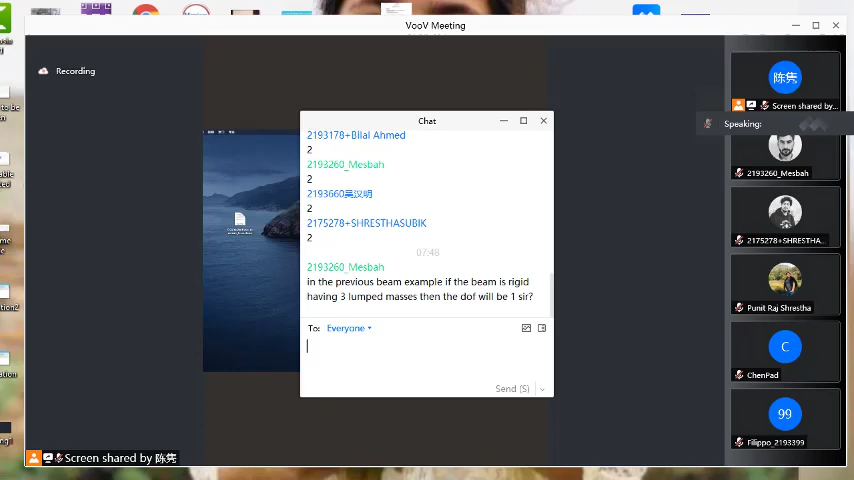 VooV Meeting
Recording
Chat
2193178+Bilal Ahmed
2
2193260_Mesbah
2
2193660吴汉明
2
2175278+SHRESTHASUBIK
2
07:48
2193260_Mesbah
in the previous beam example if the beam is rigid
having 3 lumped masses then the dof will be 1 sir?
To: Everyone
Send (S)
陈隽
Screen shared by...
Speaking:
2193260_Mesbah
2175278+SHRESTHA...
Punit Raj Shrestha
C
ChenPad
99
Filippo_2193399
Screen shared by 陈隽